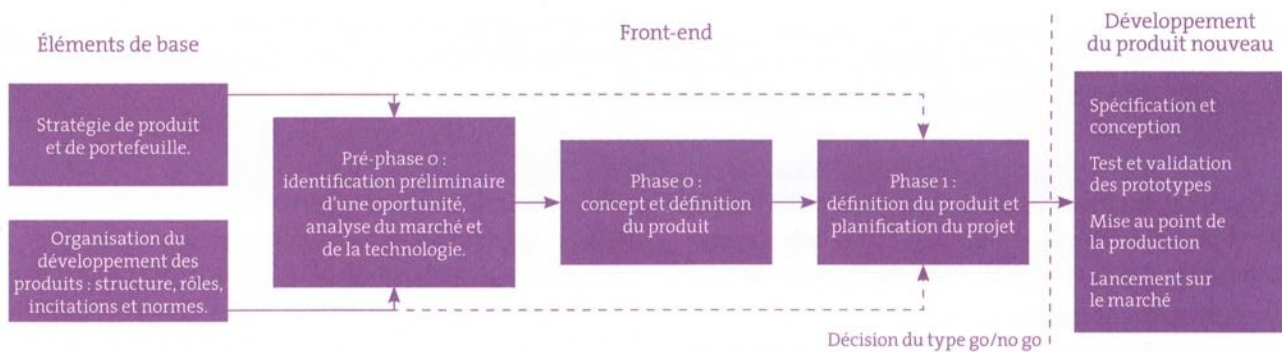 Éléments de base
Front-end
Développement
du produit nouveau
Stratégie de produit
et de portefeuille.
Organisation du
développement des
produits : structure, rôles,
incitations et normes.
Pré-phase 0 :
identification préliminaire
d'une oportunité,
analyse du marché et
de la technologie.
Phase 0 :
concept et définition
du produit
Phase 1 :
définition du produit et
planification du projet
Décision du type go/no go
Spécification et
conception
Test et validation
des prototypes
Mise au point de
la production
Lancement sur
le marché